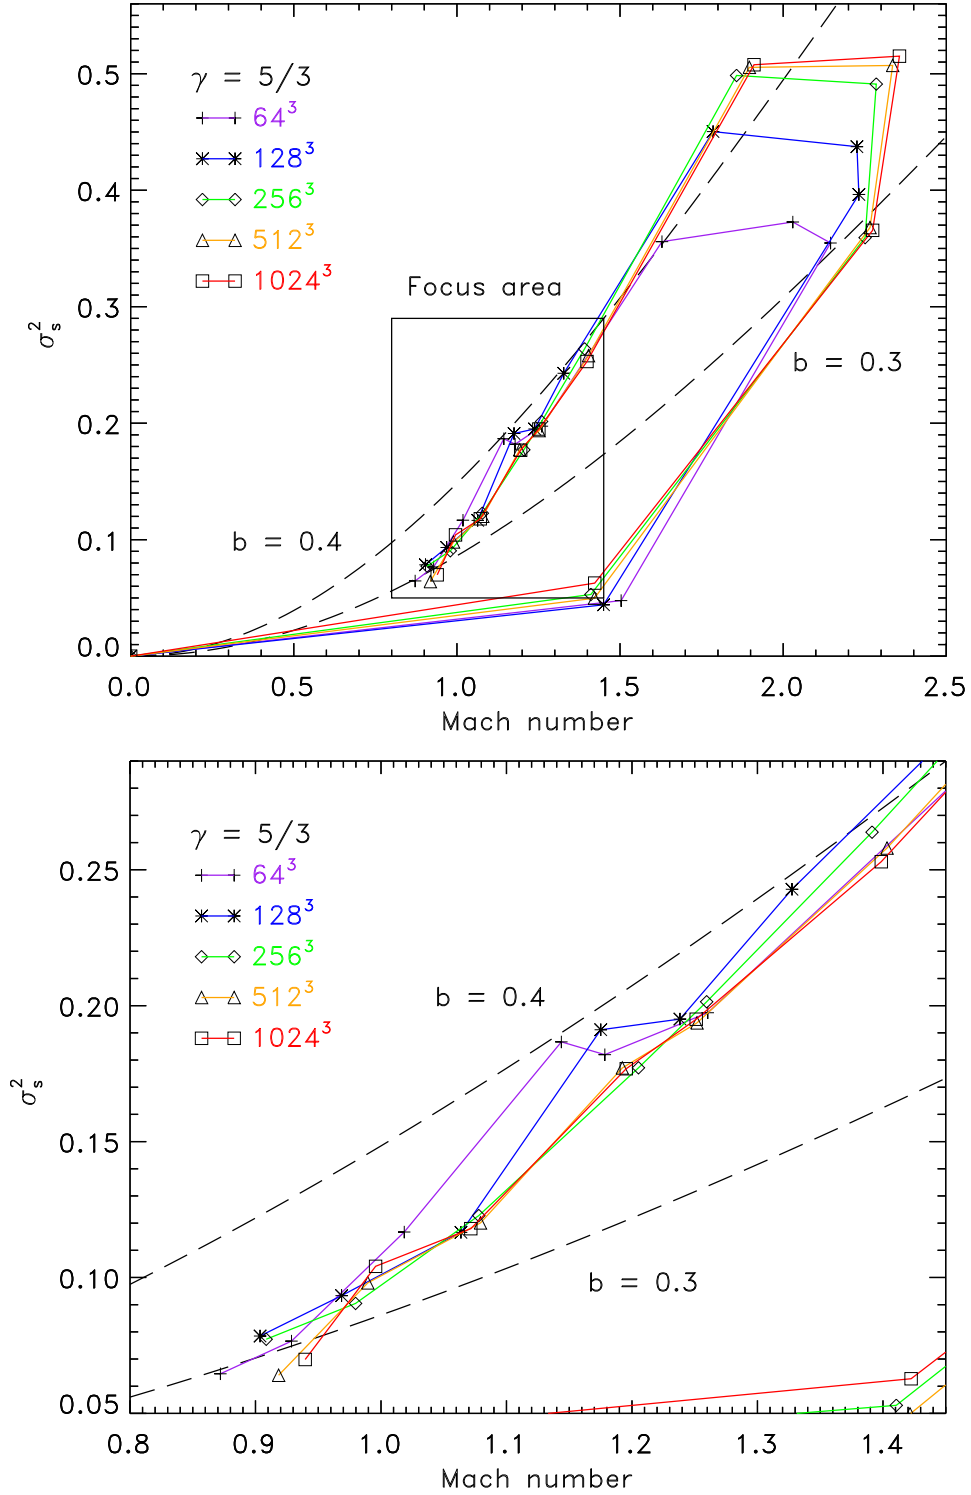 0.5
γ = 5/3
64³
128³
0.4
256³
512³
1024³
0.3
Focus area
σₛ²
b = 0.3
0.2
b = 0.4
0.1
0.0
0.0 0.5 1.0 1.5 2.0 2.5
Mach number
γ = 5/3
0.25
64³
128³
256³
b = 0.4
512³
0.20
1024³
σₛ²
0.15
0.10
b = 0.3
0.05
0.8 0.9 1.0 1.1 1.2 1.3 1.4
Mach number